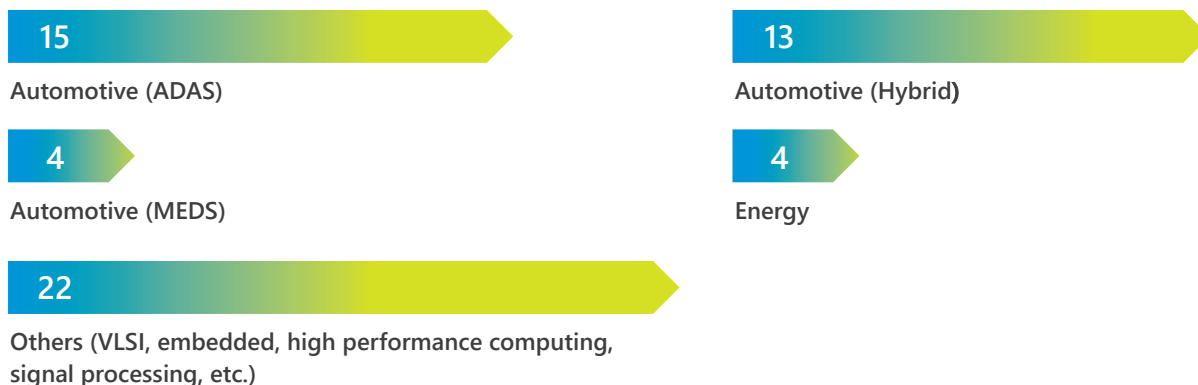 15
Automotive (ADAS)
13
Automotive (Hybrid)
4
Automotive (MEDS)
4
Energy
22
Others (VLSI, embedded, high performance computing,
signal processing, etc.)